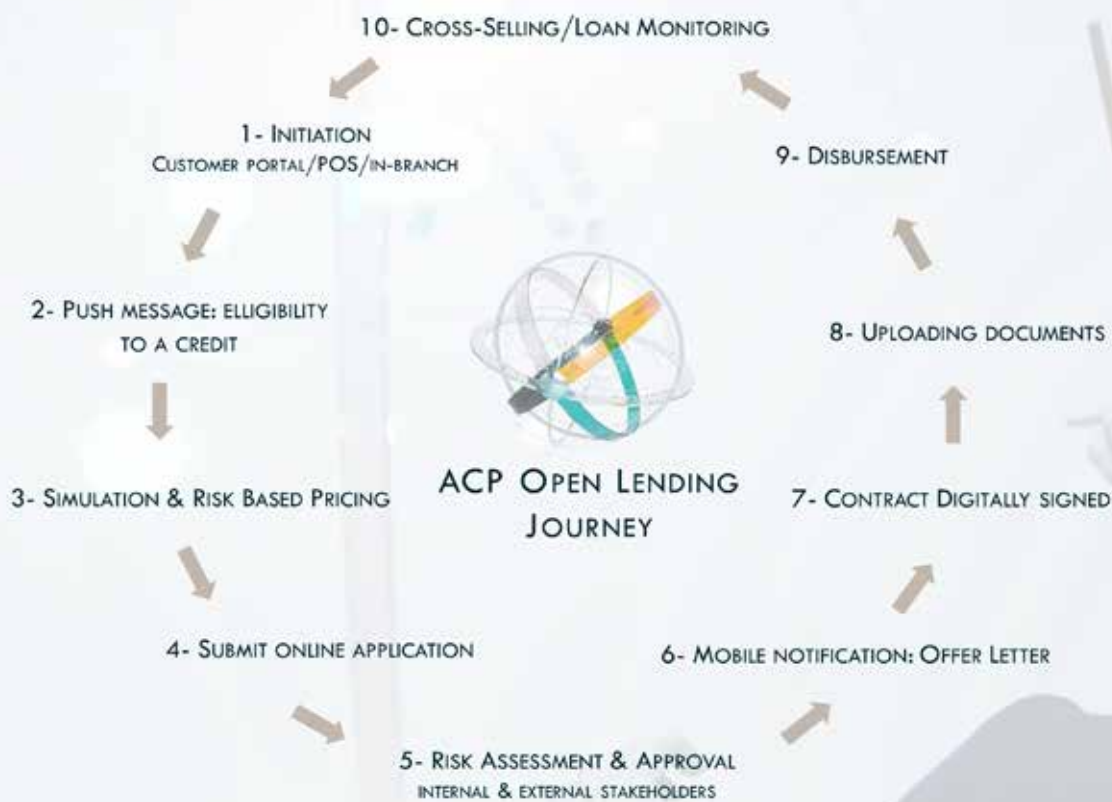 10- Cross-Selling/Loan Monitoring
1- Initiation
Customer portal/POS/in-branch
9- Disbursement
2- Push message: elligibility
to a credit
8- Uploading documents
ACP Open Lending
Journey
3- Simulation & Risk Based Pricing
7- Contract Digitally signed
4- Submit online application
6- Mobile notification: Offer Letter
5- Risk Assessment & Approval
internal & external stakeholders